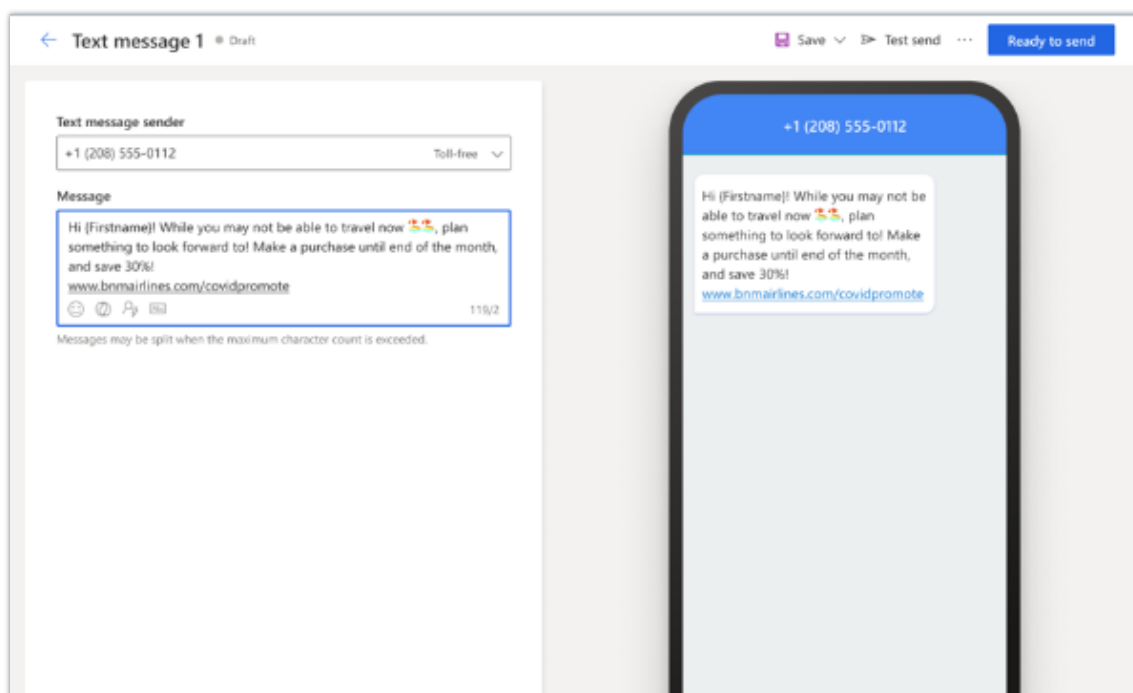 Text message 1 Draft
Save Test send ... Ready to send
Text message sender
+1 (208) 555-0112 Toll-free
Message
Hi {Firstname}! While you may not be able to travel now 🏖️🏖️, plan
something to look forward to! Make a purchase until end of the month,
and save 30%!
www.bnmairlines.com/covidpromote
119/2
Messages may be split when the maximum character count is exceeded.
+1 (208) 555-0112
Hi {Firstname}! While you may not be
able to travel now 🏖️🏖️, plan
something to look forward to! Make
a purchase until end of the month,
and save 30%!
www.bnmairlines.com/covidpromote